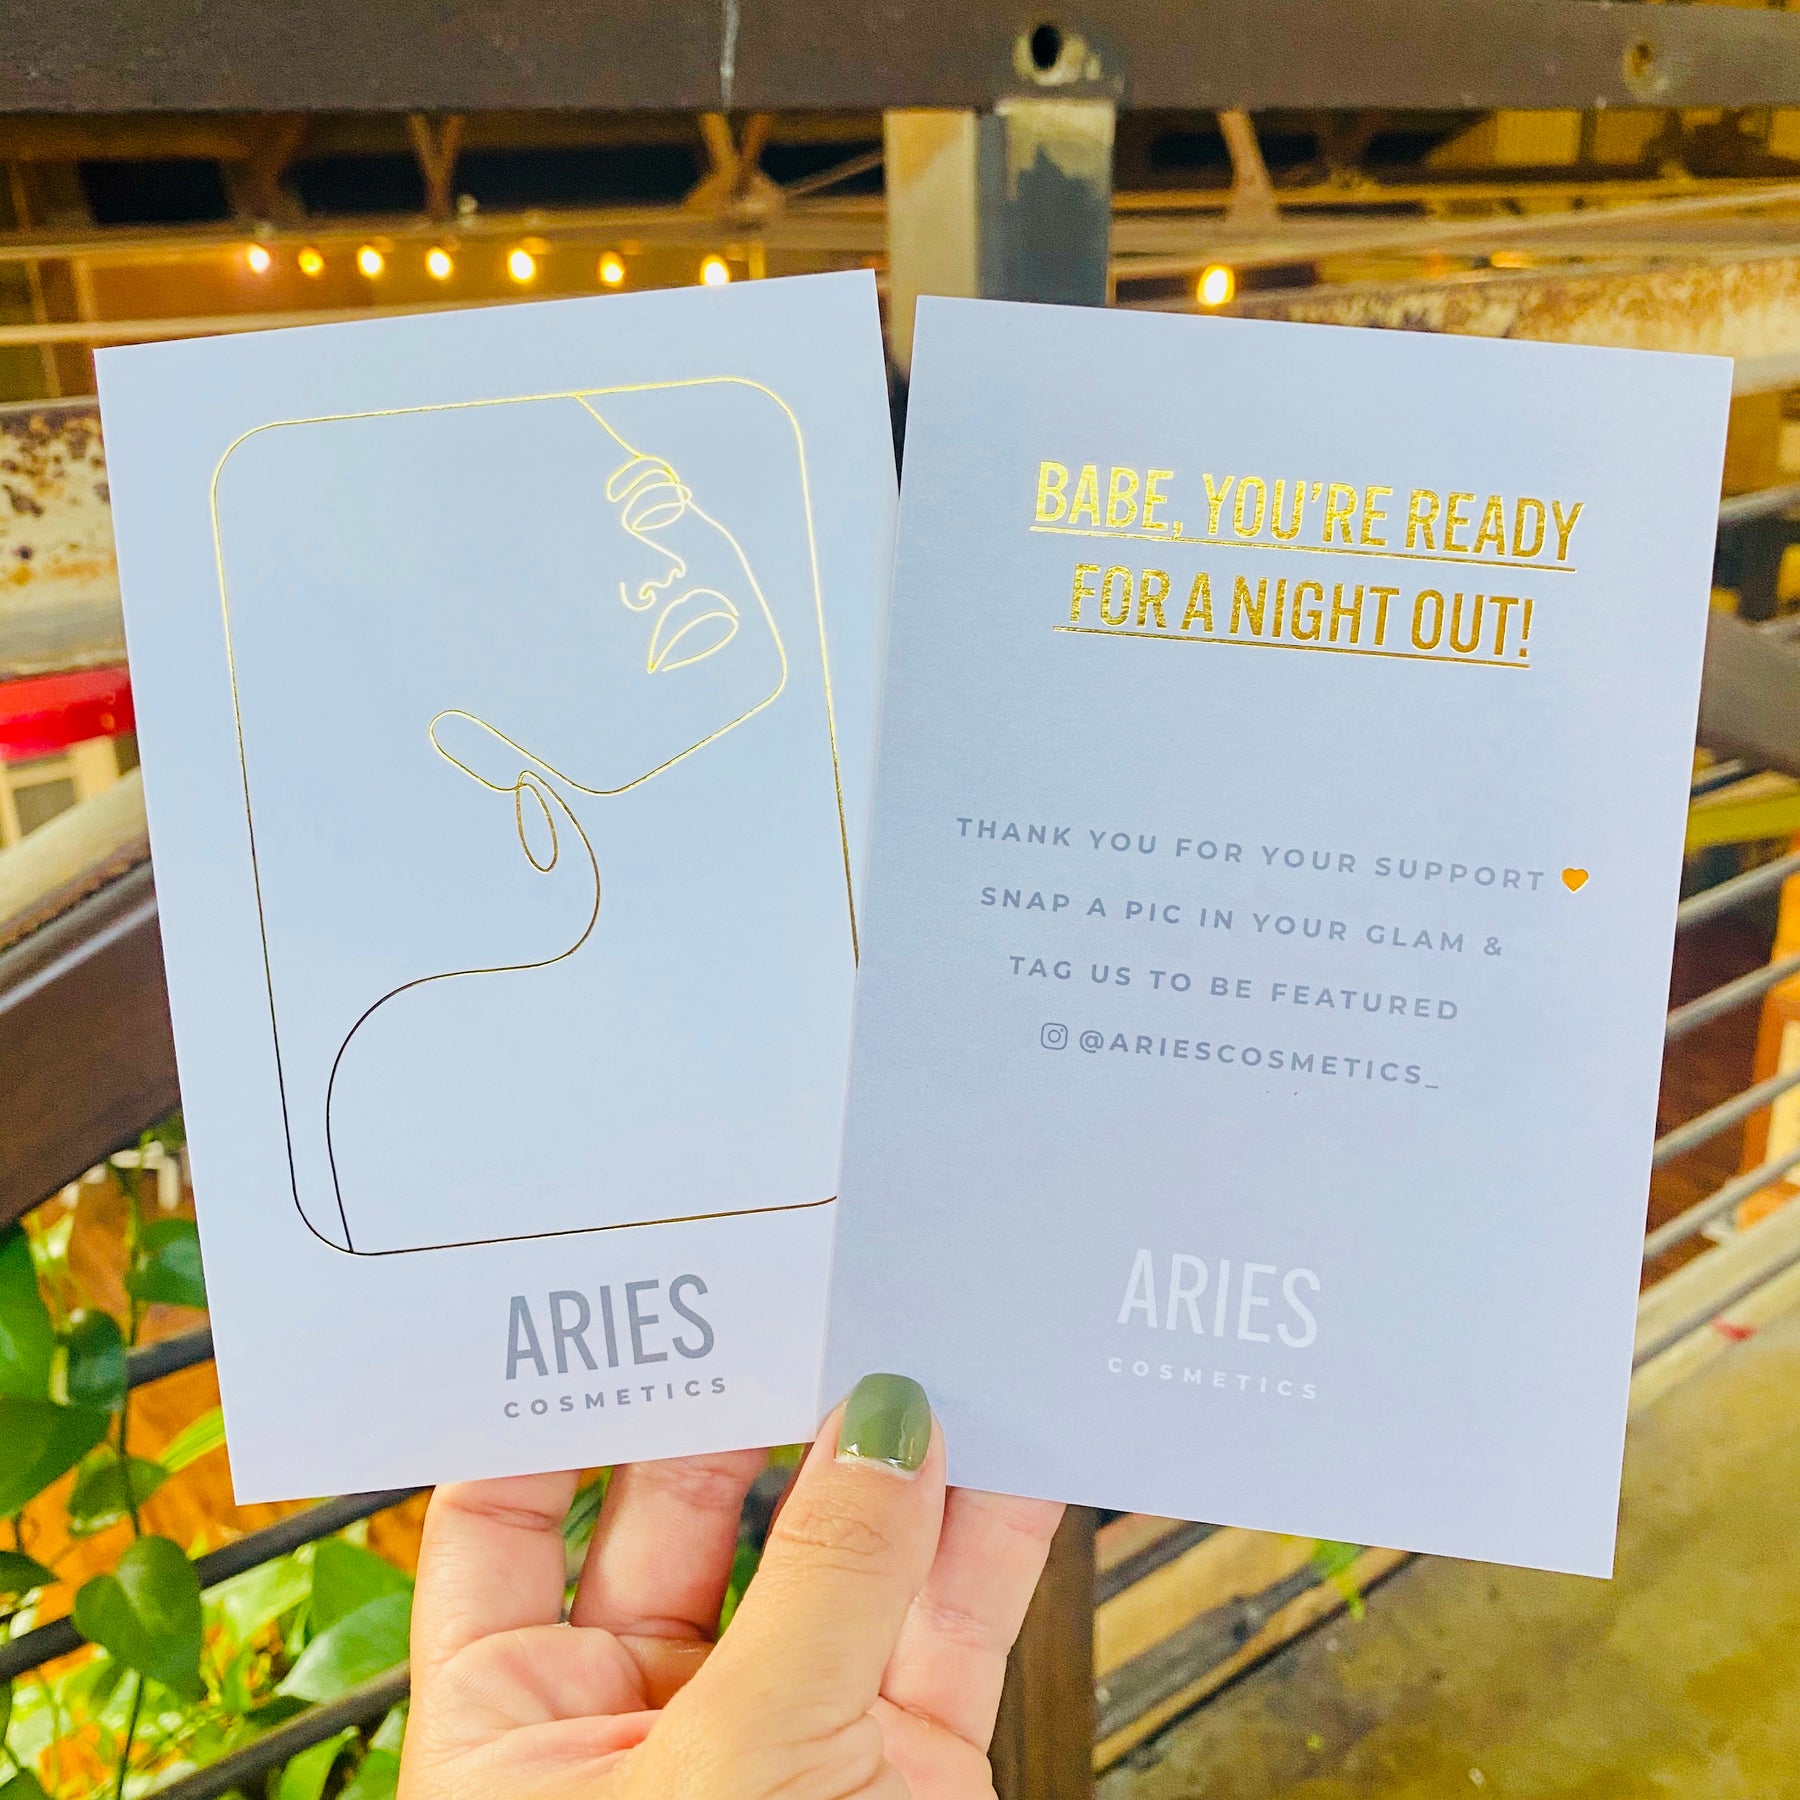 ARIES
COSMETICS
BABE, YOU'RE READY
FOR A NIGHT OUT!
THANK YOU FOR YOUR SUPPORT
SNAP A PIC IN YOUR GLAM &
TAG US TO BE FEATURED
@ARIESCOSMETICS_
ARIES
COSMETICS